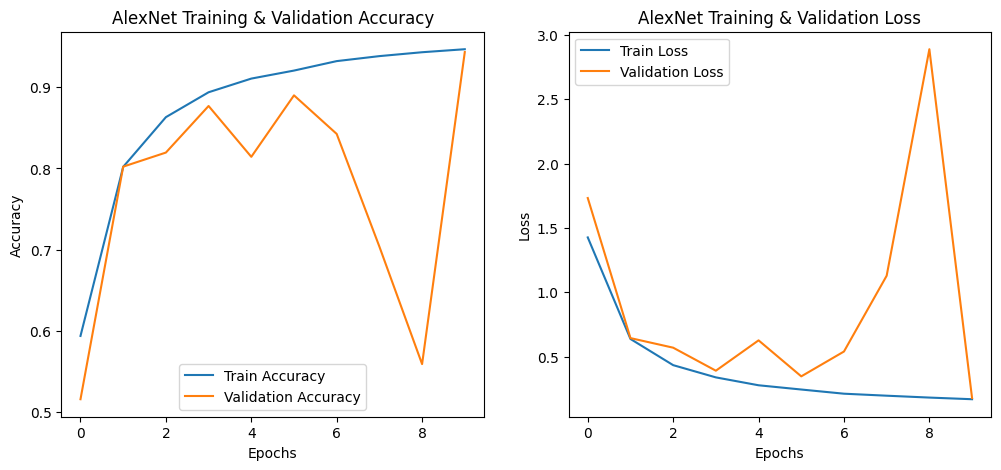 AlexNet Training & Validation Accuracy
Accuracy
0.9
0.8
0.7
0.6
0.5
Train Accuracy
Validation Accuracy
0 2 4 6 8
Epochs
AlexNet Training & Validation Loss
Loss
3.0
2.5
2.0
1.5
1.0
0.5
Train Loss
Validation Loss
0 2 4 6 8
Epochs